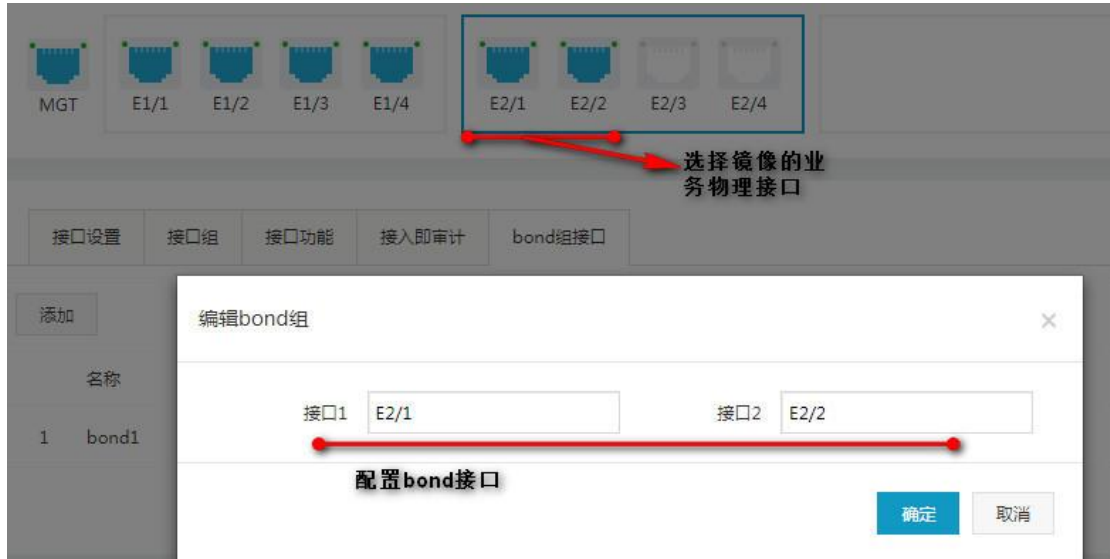 MGT E1/1 E1/2 E1/3 E1/4 E2/1 E2/2 E2/3 E2/4
选择镜像的业
务物理接口
接口设置 接口组 接口功能 接入即审计 bond组接口
添加
编辑bond组
×
名称
接口1 E2/1 接口2 E2/2
1 bond1
配置bond接口
确定 取消